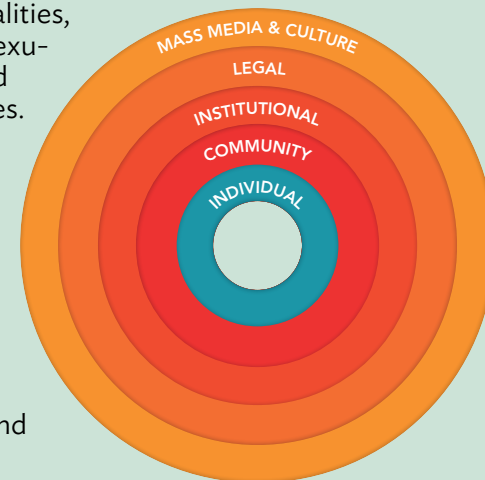 alities,
exu-
d
es.
MASS MEDIA & CULTURE
LEGAL
INSTITUTIONAL
COMMUNITY
INDIVIDUAL
nd